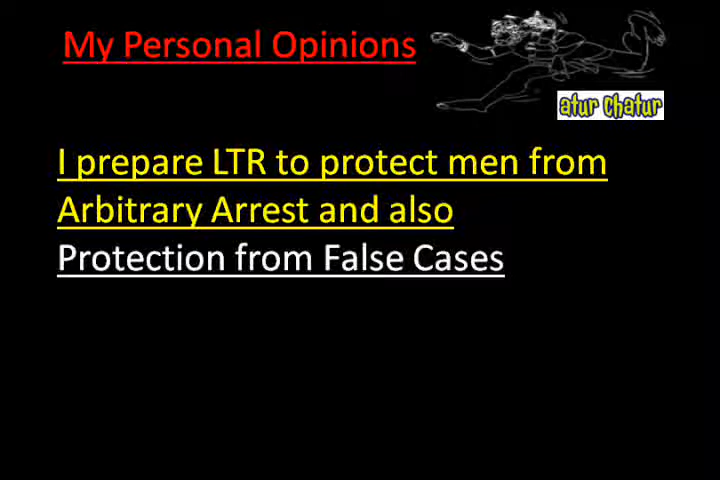 My Personal Opinions
atur chatur
I prepare LTR to protect men from
Arbitrary Arrest and also
Protection from False Cases